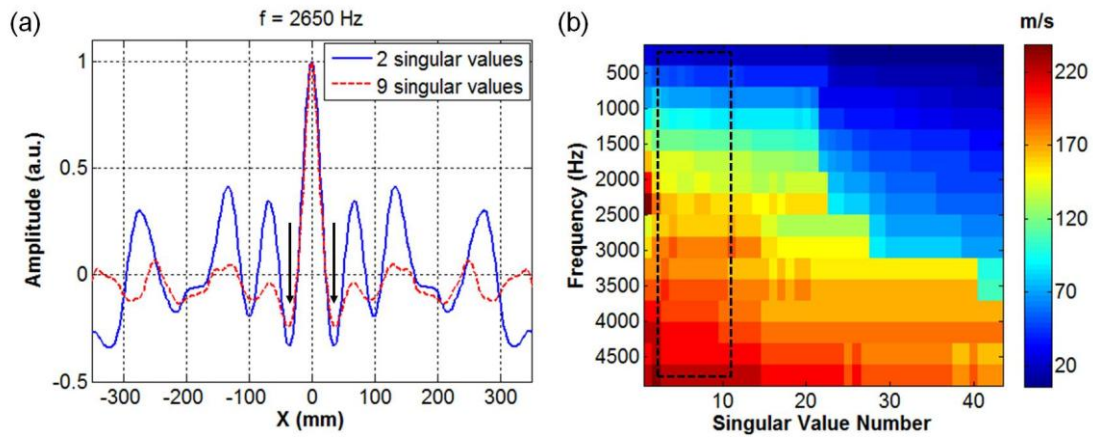 (a)
f = 2650 Hz
2 singular values
9 singular values
Amplitude (a.u.)
1
0.5
0
-0.5
-300 -200 -100 0 100 200 300
X (mm)
(b)
m/s
Frequency (Hz)
500
1000
1500
2000
2500
3000
3500
4000
4500
10 20 30 40
Singular Value Number
220
170
120
70
20